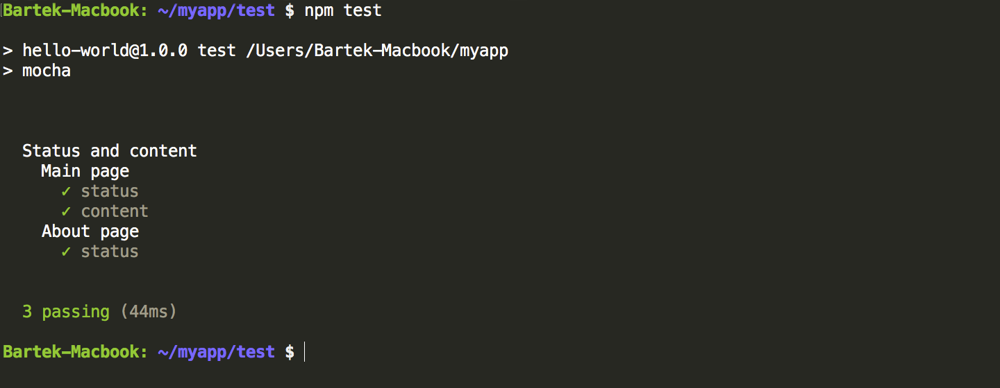 Bartek-Macbook: ~/myapp/test $ npm test
> hello-world@1.0.0 test /Users/Bartek-Macbook/myapp
> mocha
Status and content
Main page
✓ status
✓ content
About page
✓ status
3 passing (44ms)
Bartek-Macbook: ~/myapp/test $